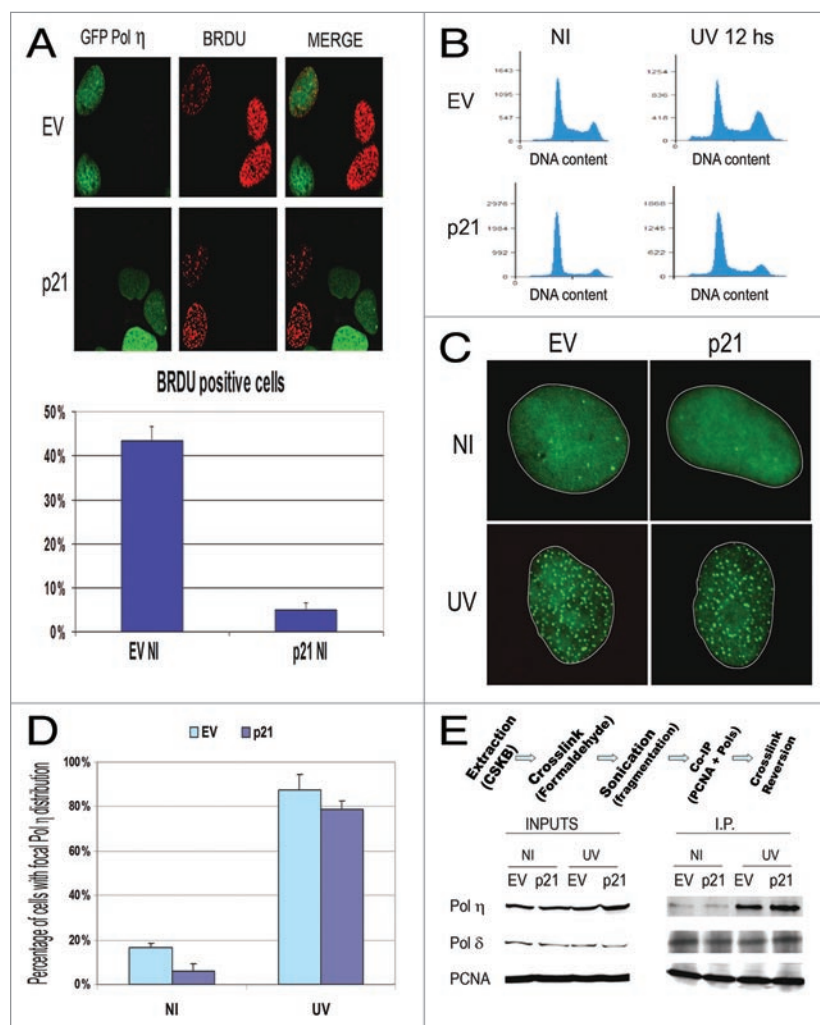 A
GFP Pol η BRDU MERGE
EV
p21
BRDU positive cells
50%
40%
30%
20%
10%
0%
EV NI p21 NI
B
NI UV 12 hs
EV
1643
1095
547
0
0
DNA content
1254
836
418
0
DNA content
p21
2976
1984
992
0
0
DNA content
1868
1245
622
0
DNA content
C
EV p21
NI
UV
D
EV p21
Percentage of cells with focal Pol η distribution
100%
80%
60%
40%
20%
0%
NI UV
E
Extraction
(CSKB)
Crosslink
(Formaldehyde)
Sonication
(fragmentation)
Co-IP
(PCNA + Pols)
Crosslink
Reversion
INPUTS I.P.
NI UV NI UV
EV p21 EV p21 EV p21 EV p21
Pol η
Pol δ
PCNA